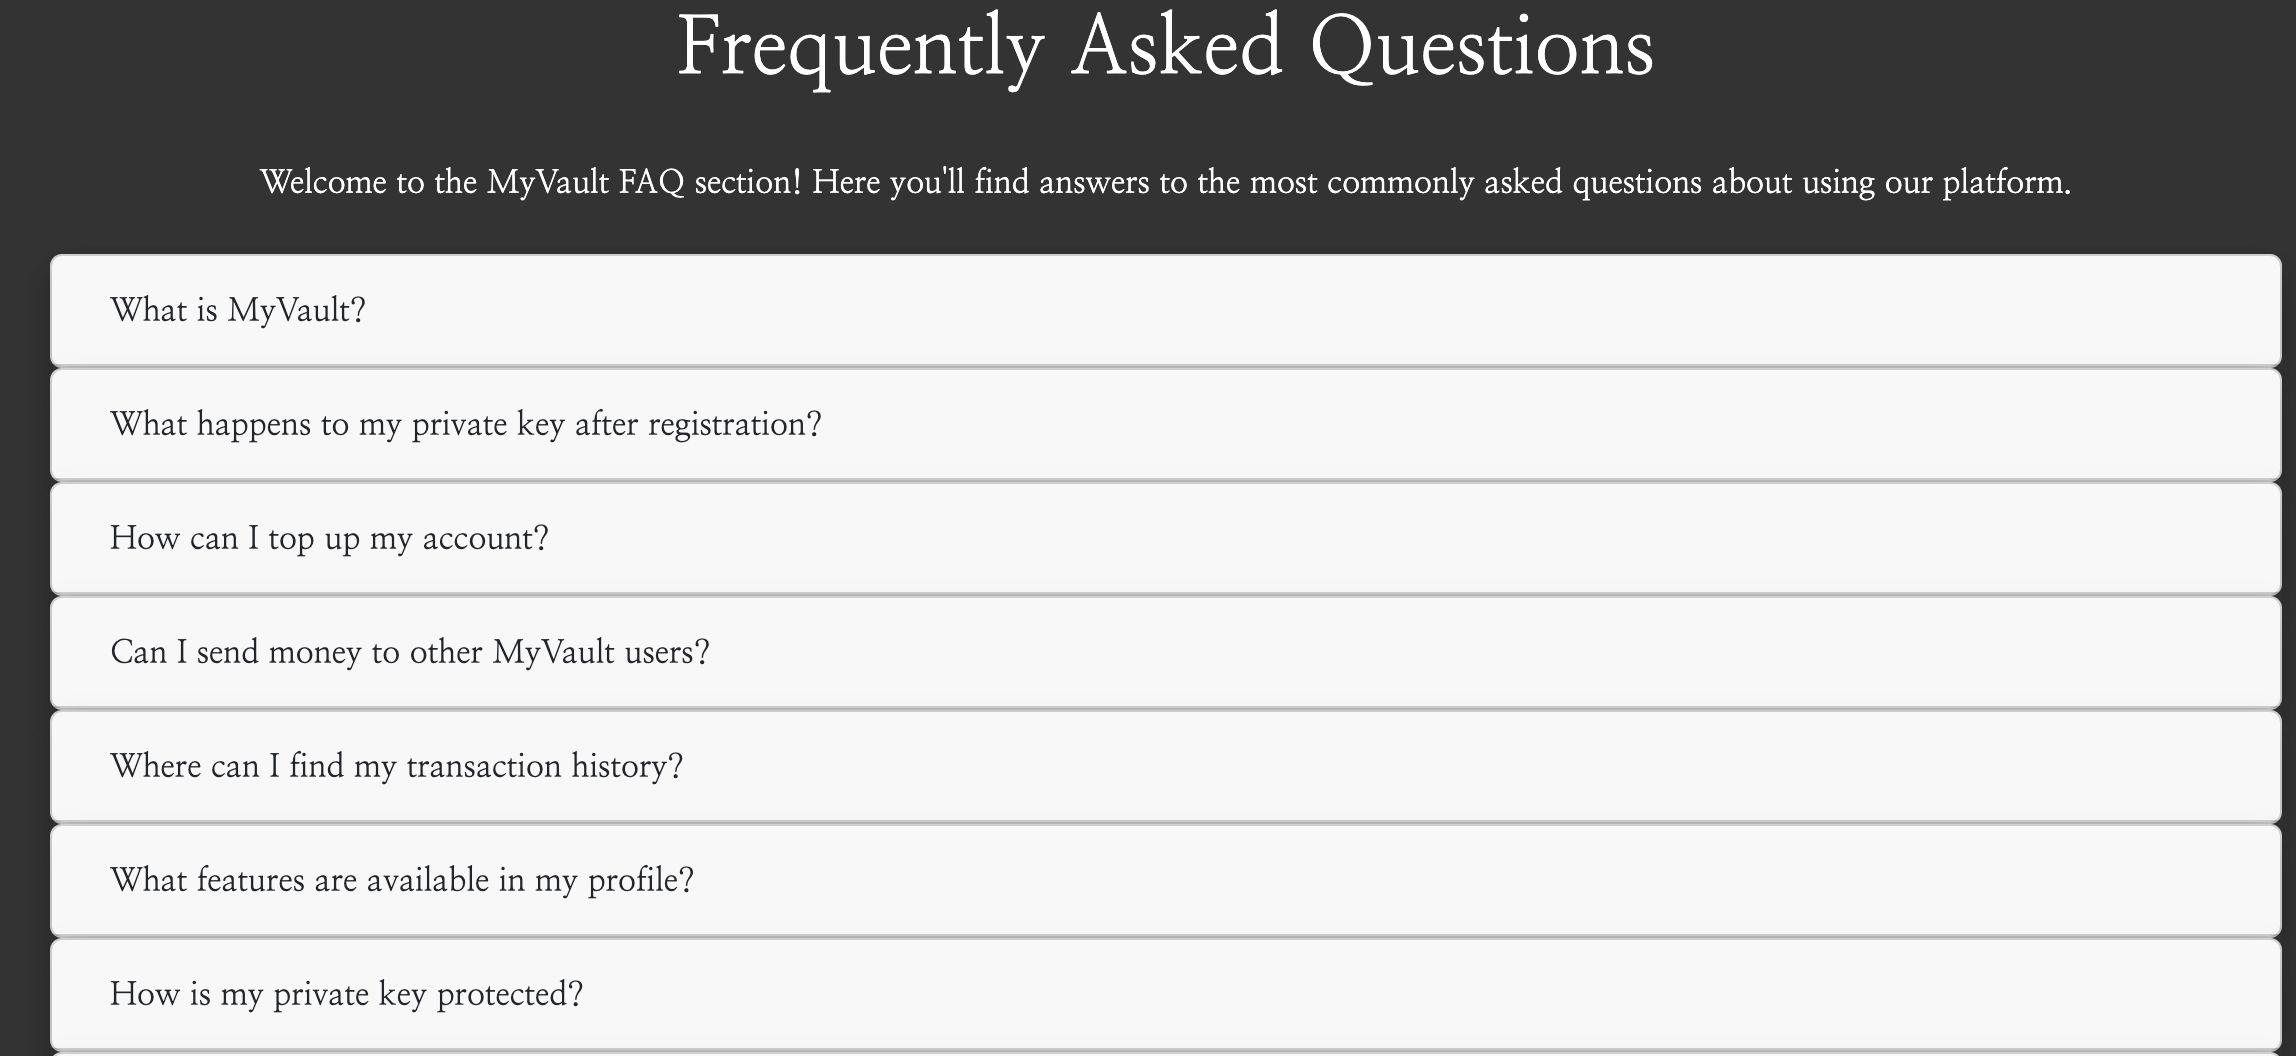 Frequently Asked Questions
Welcome to the MyVault FAQ section! Here you'll find answers to the most commonly asked questions about using our platform.
What is MyVault?
What happens to my private key after registration?
How can I top up my account?
Can I send money to other MyVault users?
Where can I find my transaction history?
What features are available in my profile?
How is my private key protected?